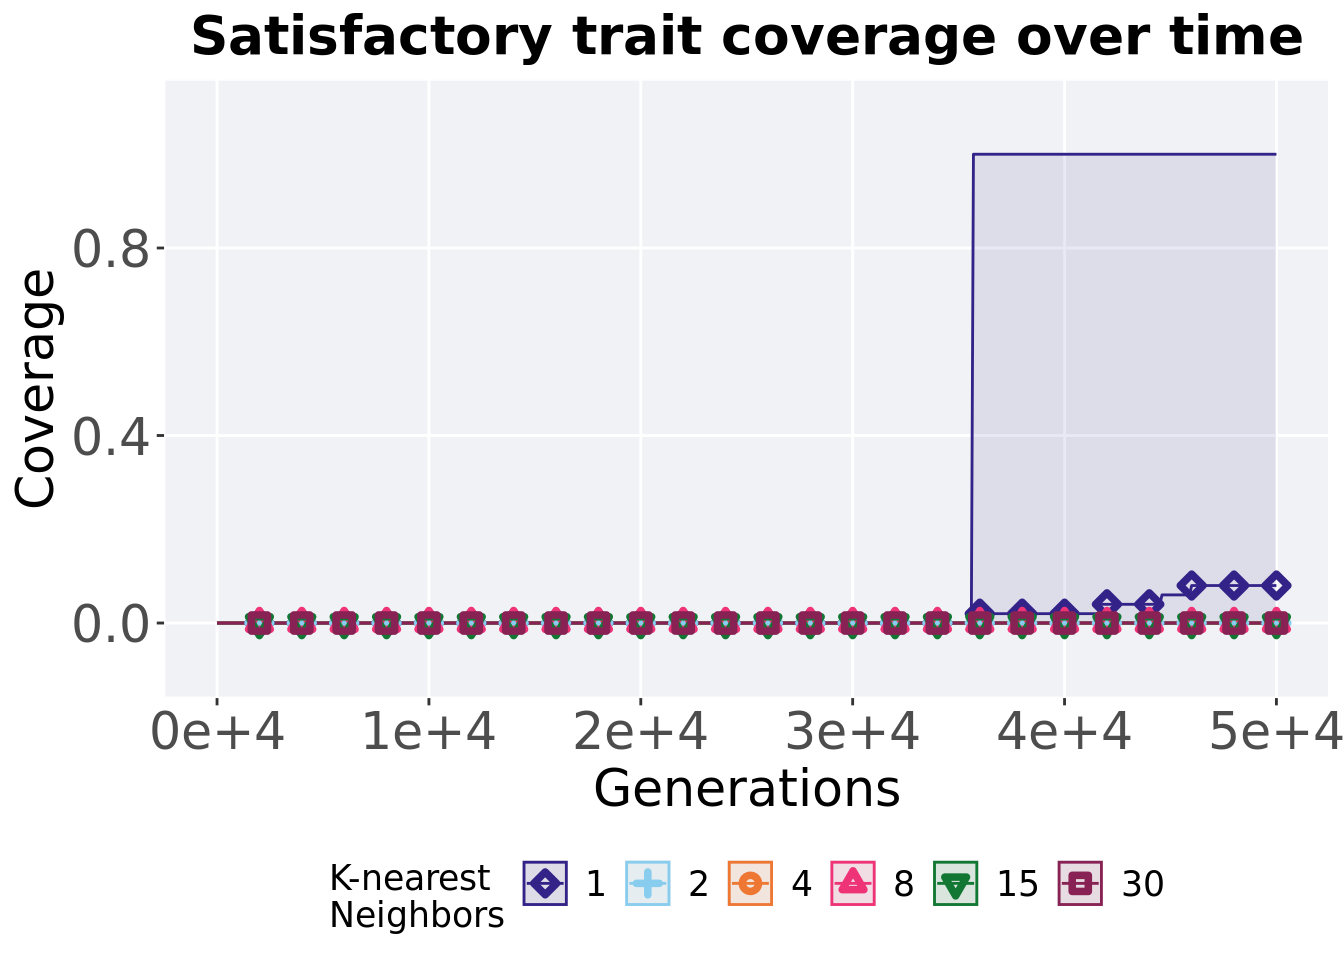 Satisfactory trait coverage over time
Coverage
0.8
0.4
0.0
0e+4 1e+4 2e+4 3e+4 4e+4 5e+4
Generations
K-nearest
Neighbors
1 2 4 8 15 30